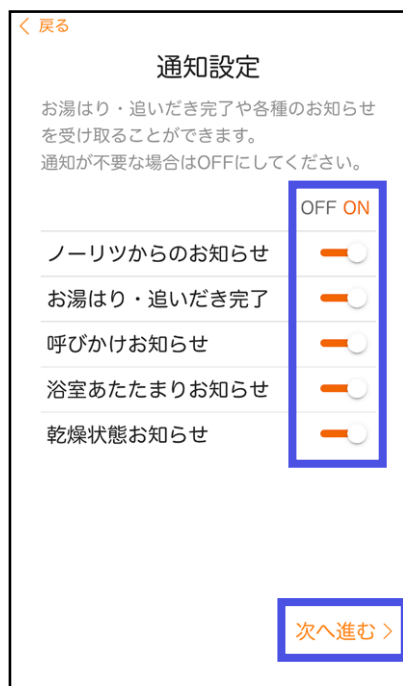 戻る
通知設定
お湯はり・追いだき完了や各種のお知らせ
を受け取ることができます。
通知が不要な場合はOFFにしてください。
OFF ON
ノーリツからのお知らせ
お湯はり・追いだき完了
呼びかけお知らせ
浴室あたたまりお知らせ
乾燥状態お知らせ
次へ進む